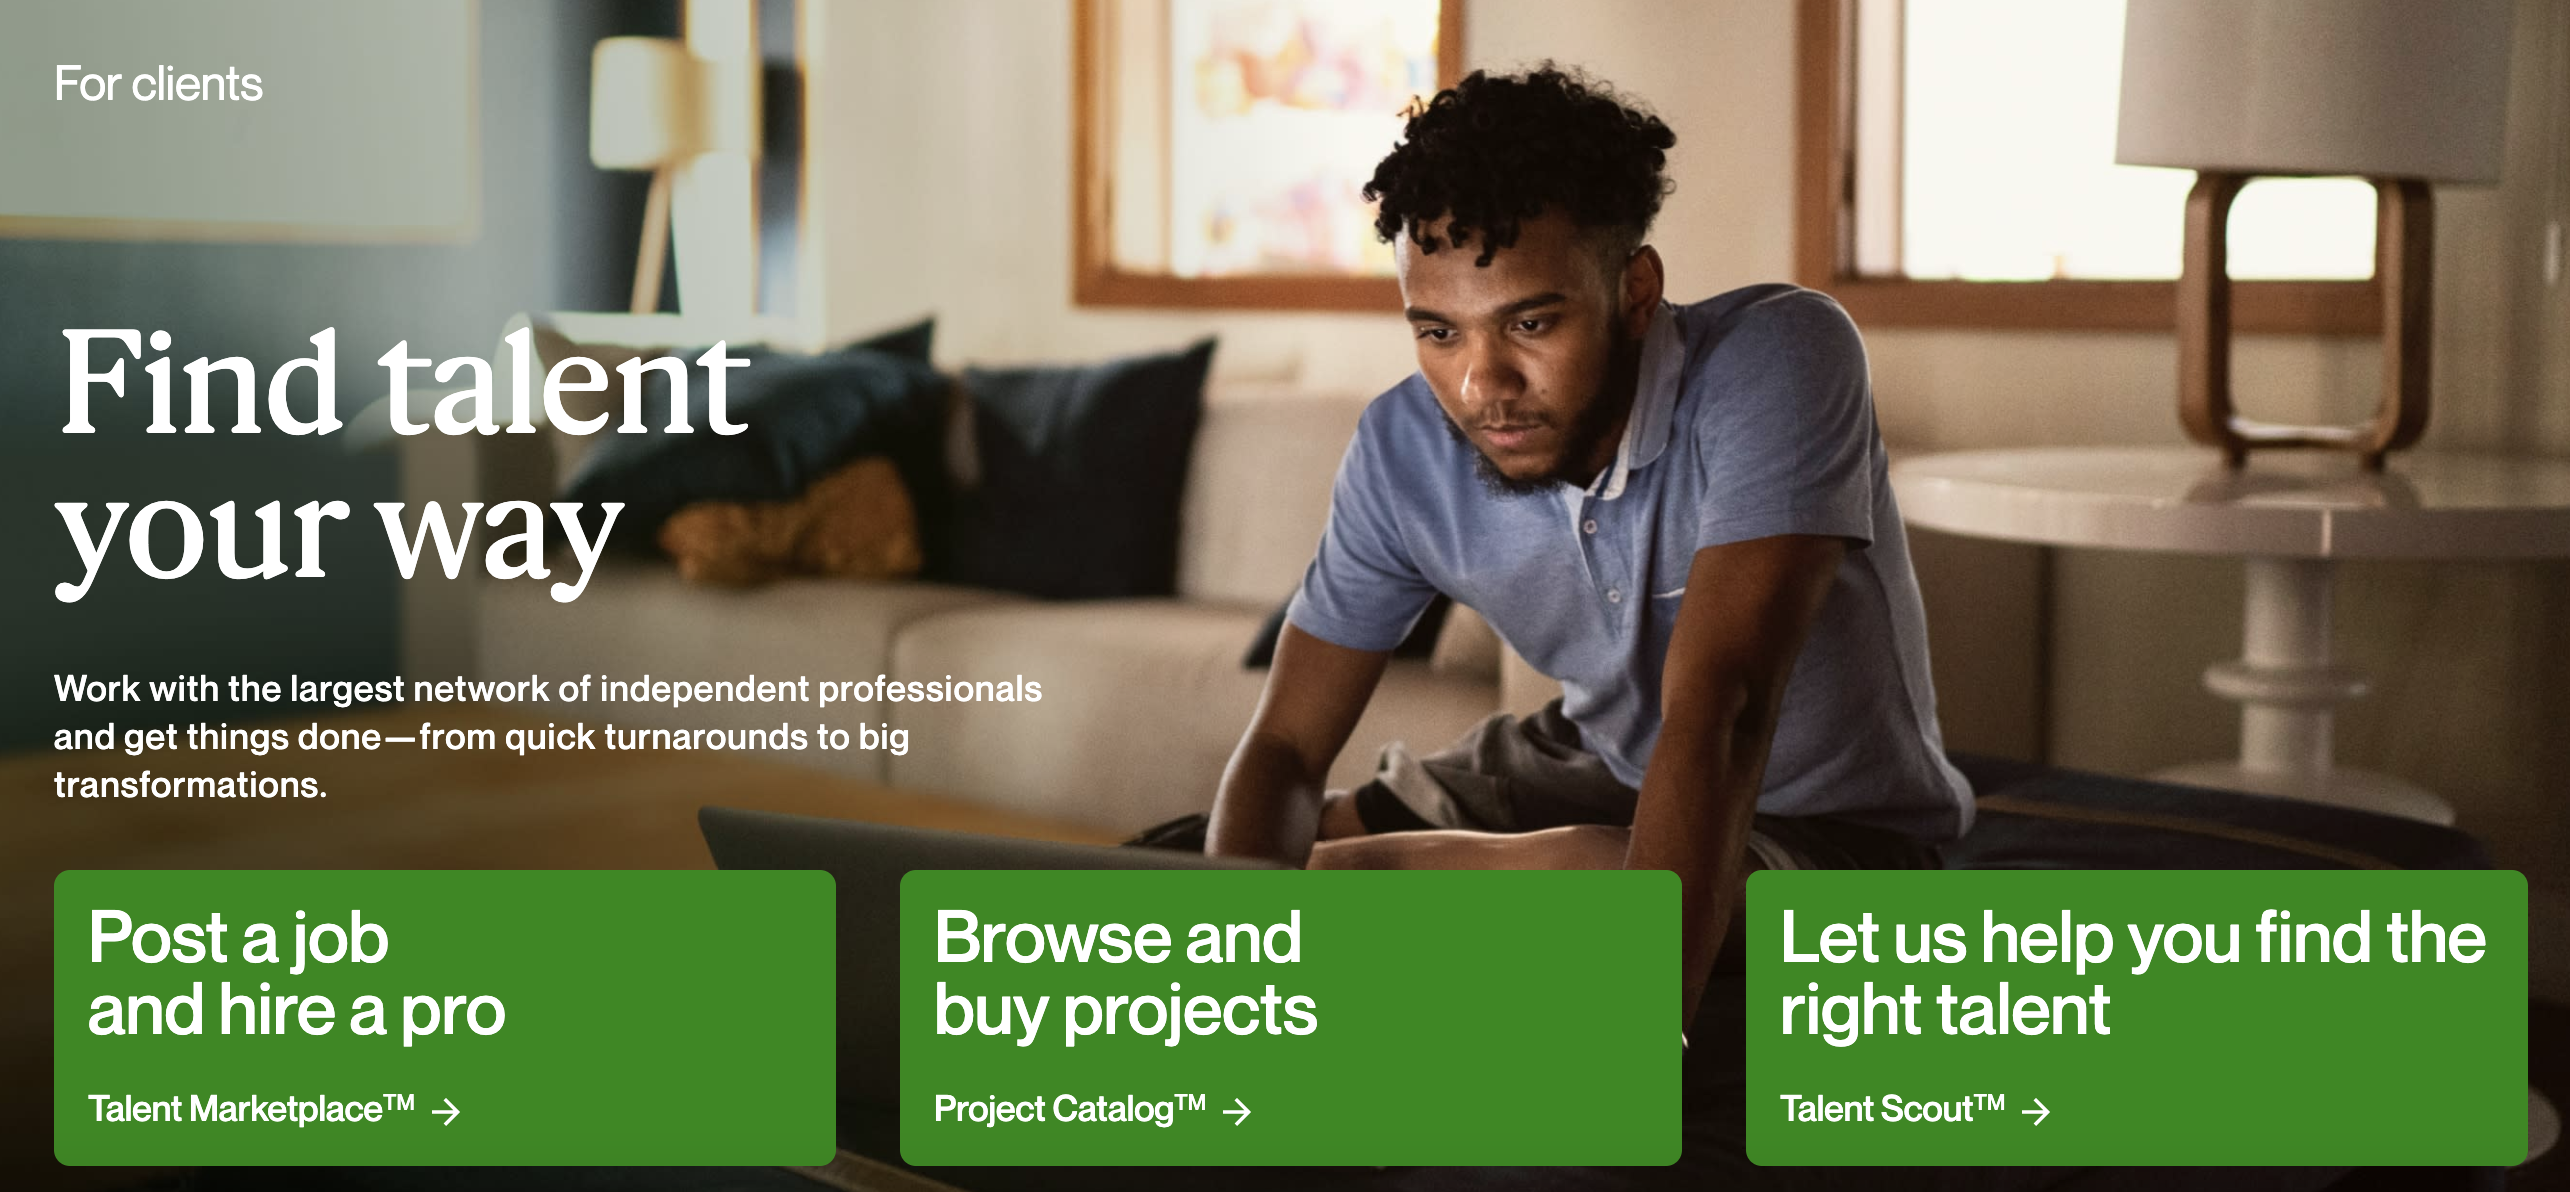 For clients
Find talent
your way
Work with the largest network of independent professionals
and get things done—from quick turnarounds to big
transformations.
Post a job
and hire a pro
Talent Marketplace™ →
Browse and
buy projects
Project Catalog™ →
Let us help you find the
right talent
Talent Scout™ →